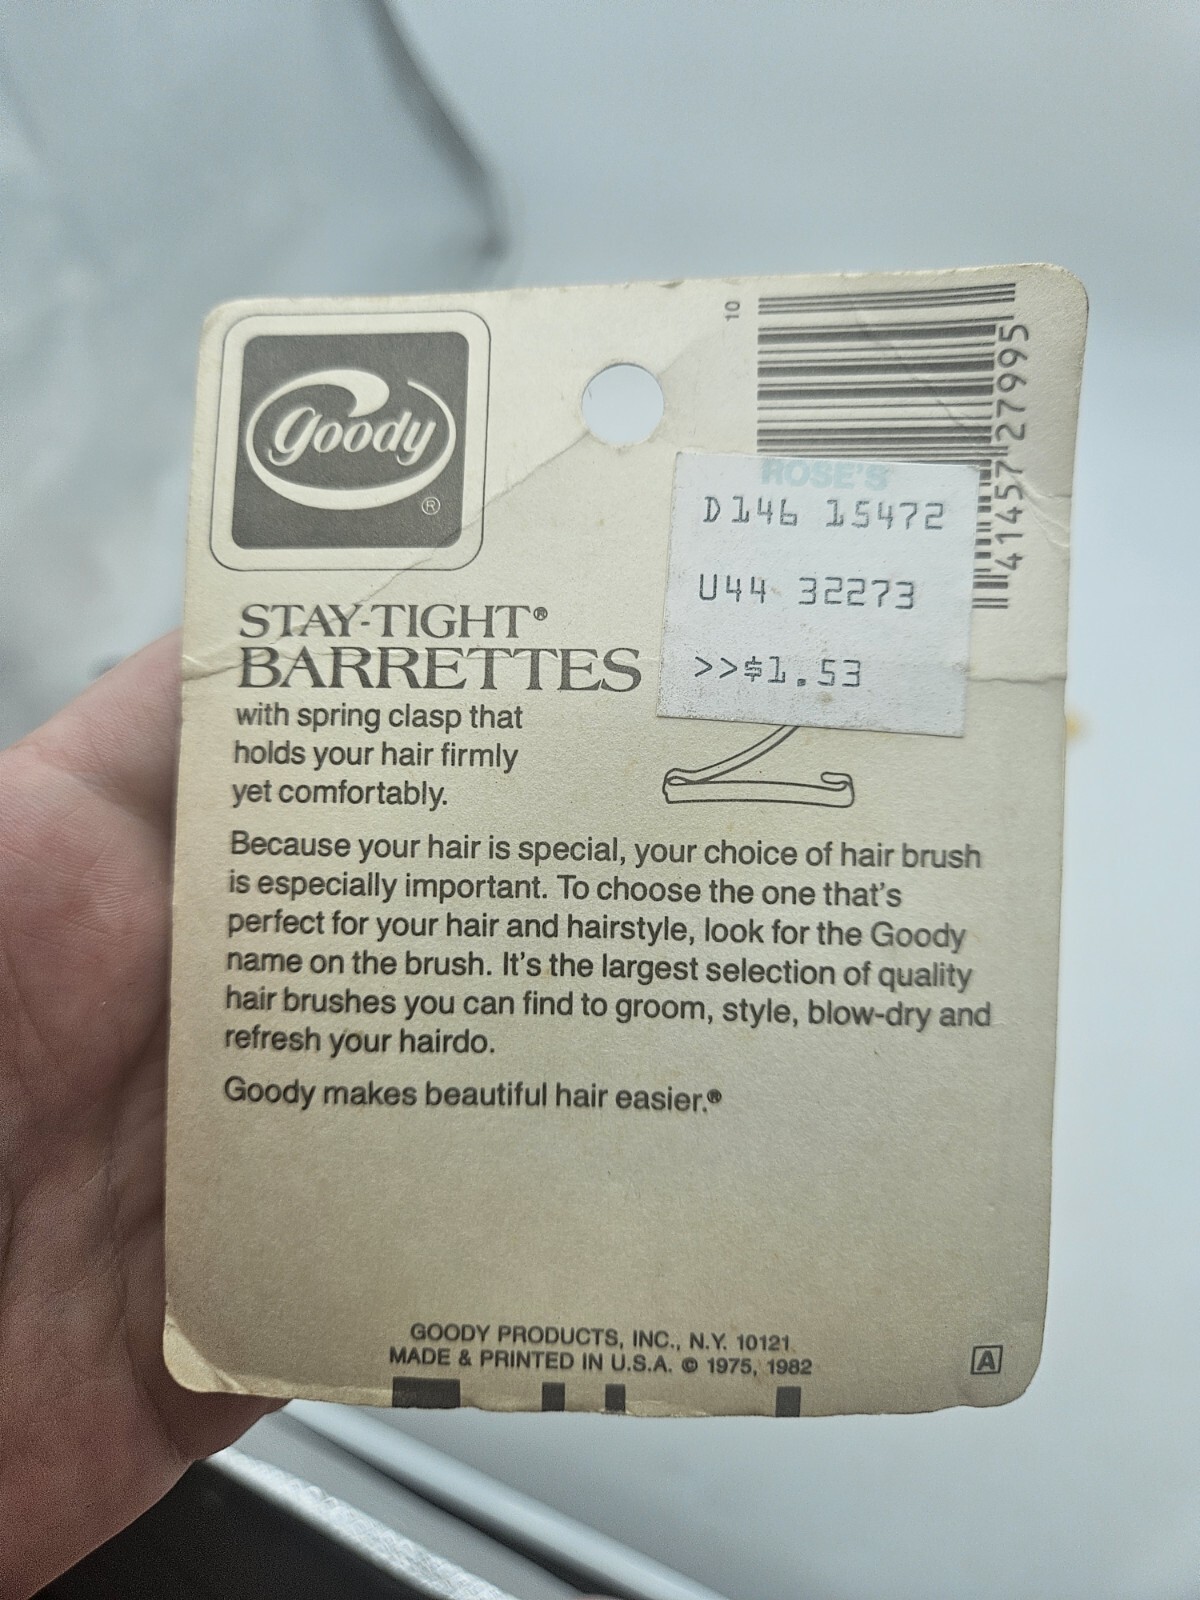 goody
®
10
41457 27995
ROSE'S
D146 15472
U44 32273
>>$1.53
STAY-TIGHT®
BARRETTES
with spring clasp that
holds your hair firmly
yet comfortably.
Because your hair is special, your choice of hair brush
is especially important. To choose the one that's
perfect for your hair and hairstyle, look for the Goody
name on the brush. It's the largest selection of quality
hair brushes you can find to groom, style, blow-dry and
refresh your hairdo.
Goody makes beautiful hair easier.®
GOODY PRODUCTS, INC., N.Y. 10121
MADE & PRINTED IN U.S.A. © 1975, 1982
A